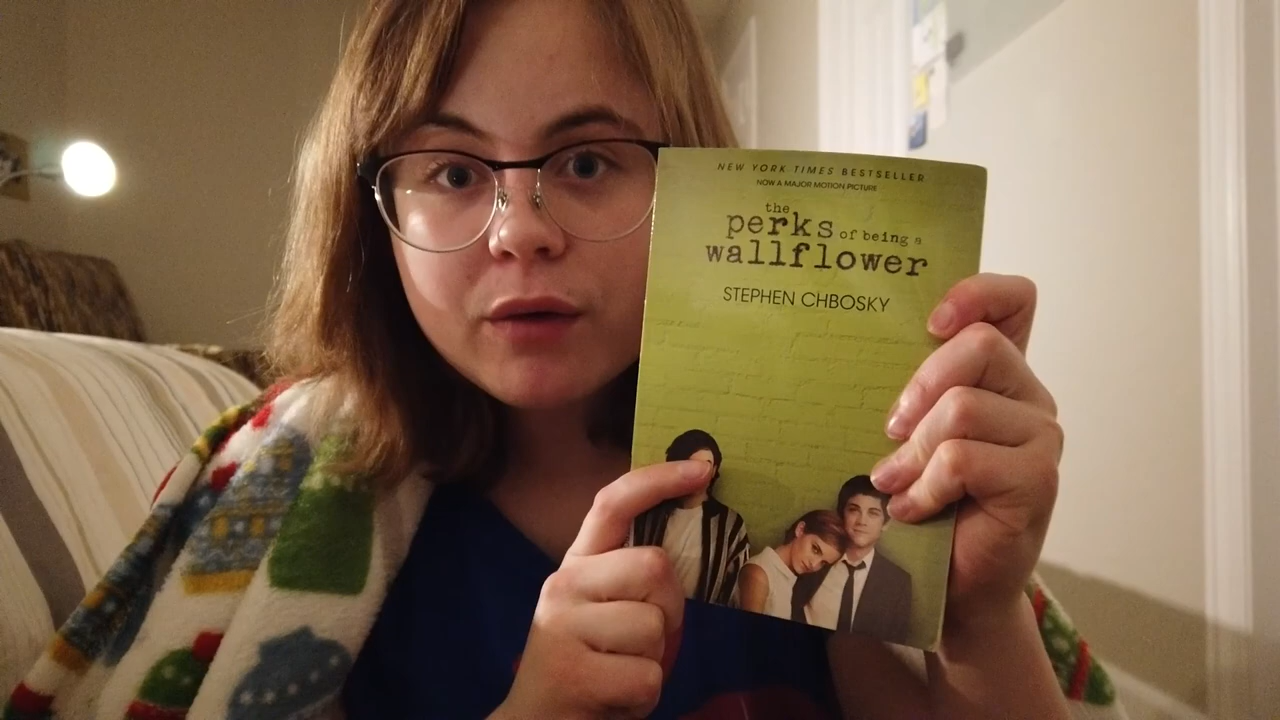 NEW YORK TIMES BESTSELLER
NOW A MAJOR MOTION PICTURE
the
perks of being a
wallflower
STEPHEN CHBOSKY